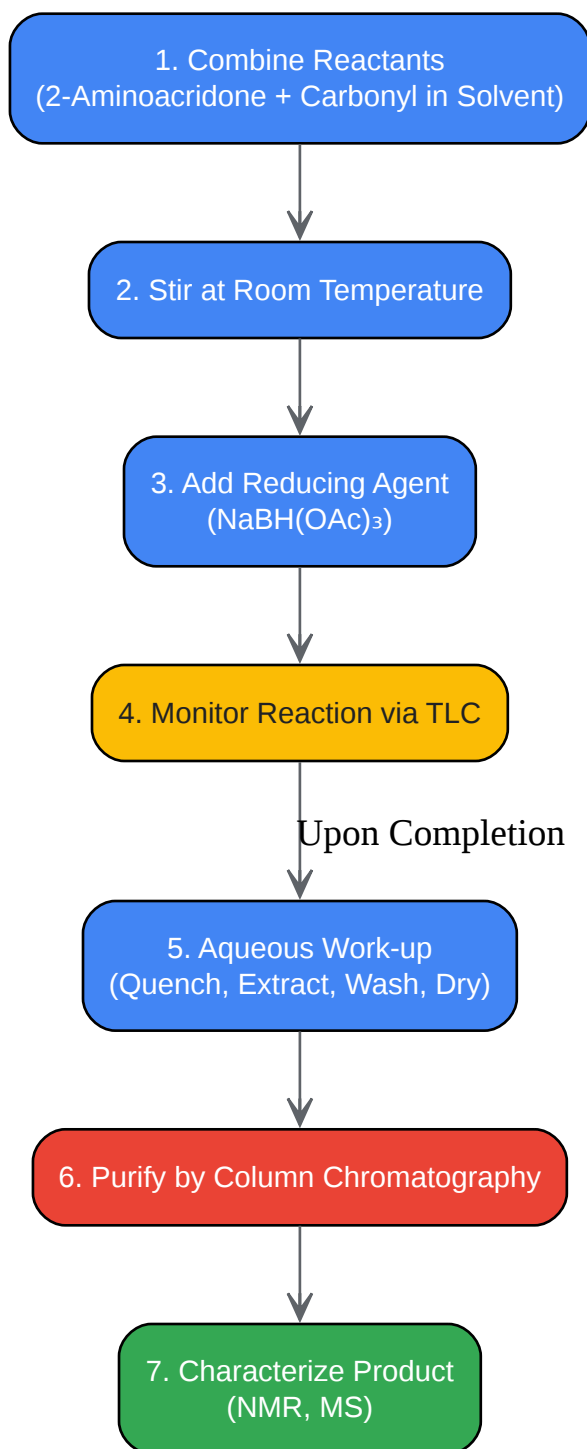 1. Combine Reactants
(2-Aminoacridone + Carbonyl in Solvent)
2. Stir at Room Temperature
3. Add Reducing Agent
(NaBH(OAc)₃)
4. Monitor Reaction via TLC
Upon Completion
5. Aqueous Work-up
(Quench, Extract, Wash, Dry)
6. Purify by Column Chromatography
7. Characterize Product
(NMR, MS)